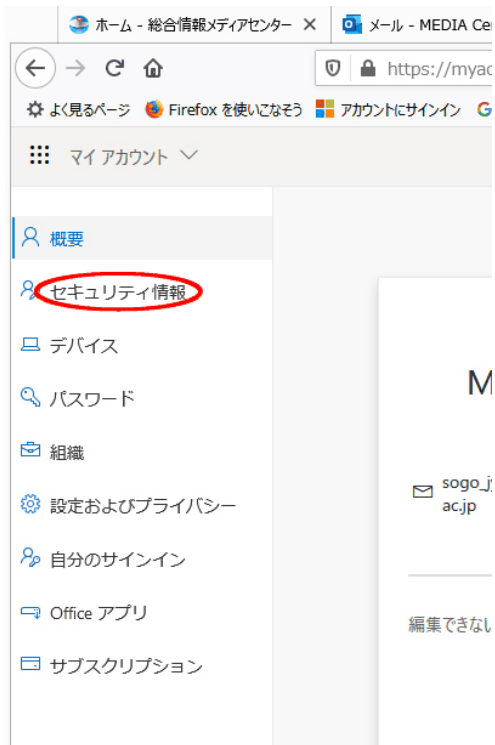 ホーム - 総合情報メディアセンター
メール - MEDIA Cer
https://myac
よく見るページ Firefox を使いこなそう アカウントにサインイン G
マイ アカウント
概要
セキュリティ情報
デバイス
パスワード
組織
設定およびプライバシー
自分のサインイン
Office アプリ
サブスクリプション
M
sogo_jy
ac.jp
編集できない